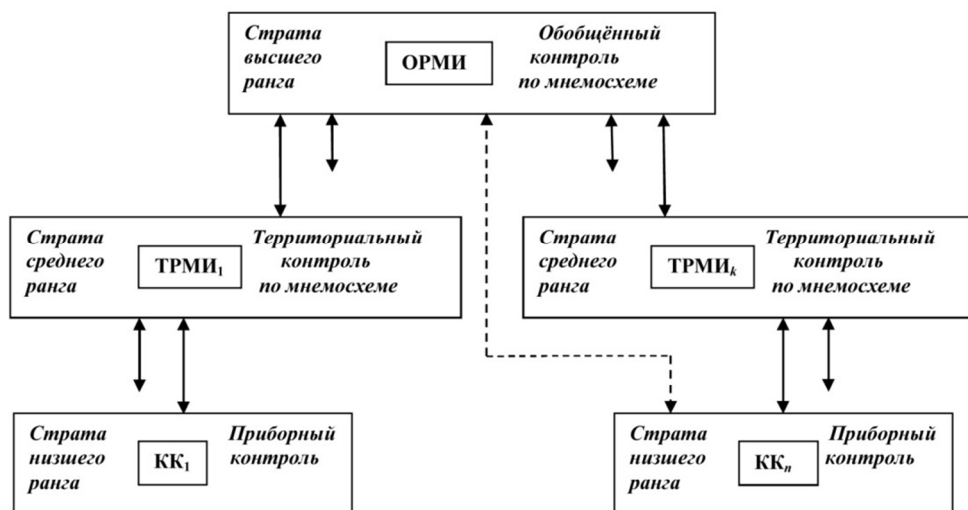 Страта
высшего
ранга
ОРМИ
Обобщённый
контроль
по мнемосхеме
Страта
среднего
ранга
ТРМИ₁
Территориальный
контроль
по мнемосхеме
Страта
среднего
ранга
ТРМИₖ
Территориальный
контроль
по мнемосхеме
Страта
низшего
ранга
КК₁
Приборный
контроль
Страта
низшего
ранга
ККₙ
Приборный
контроль